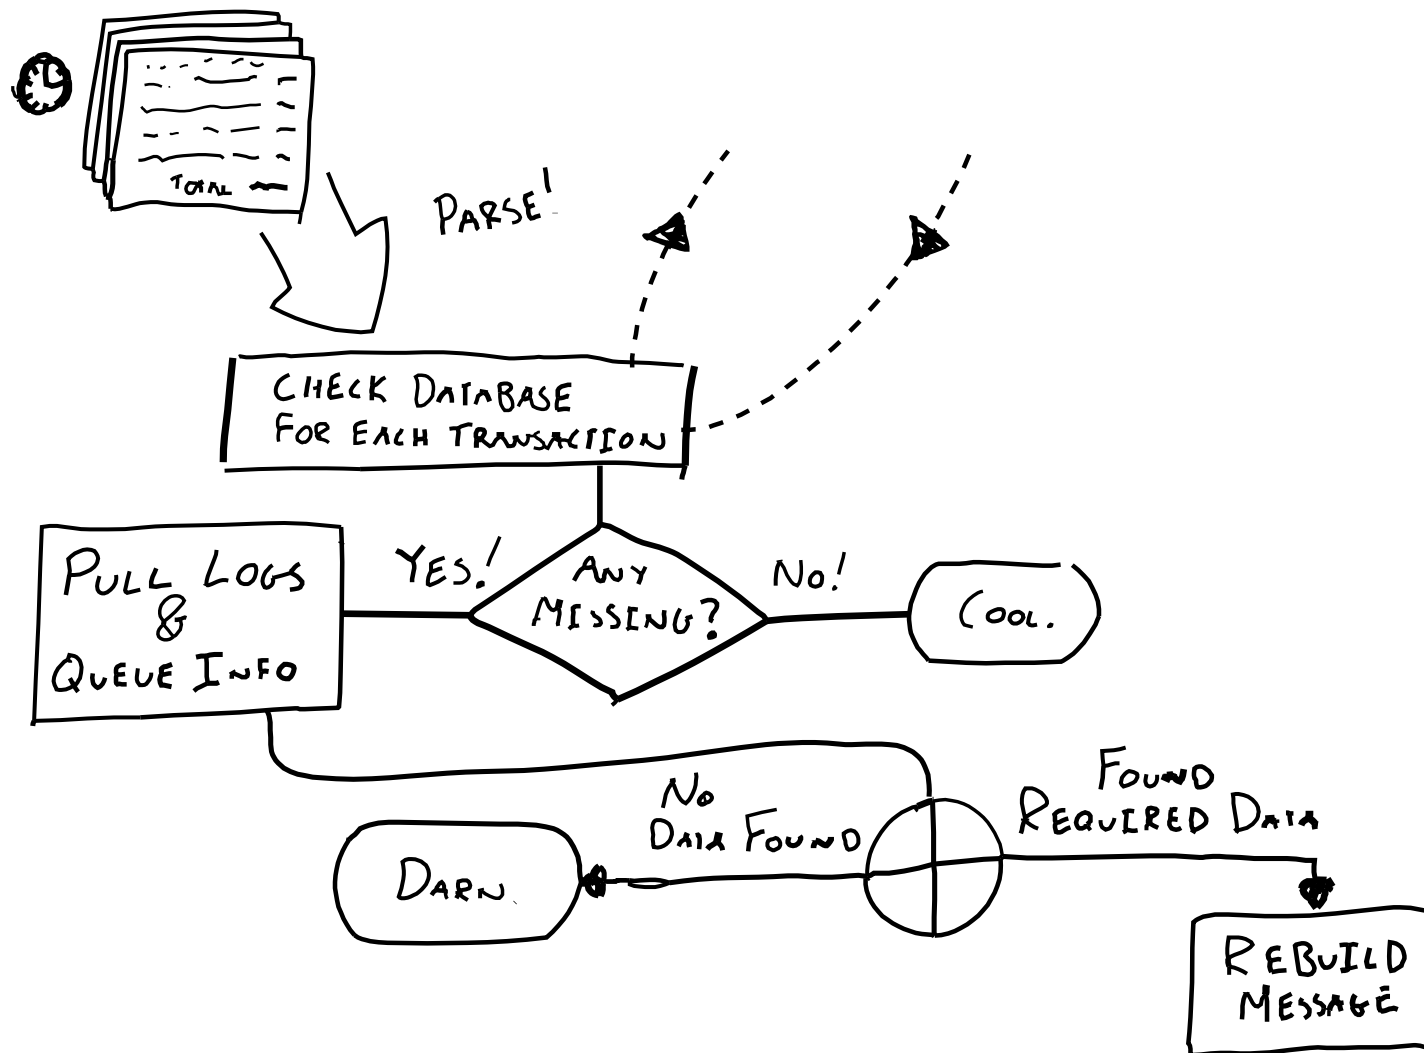 TOTAL
PARSE!
CHECK DATABASE
FOR EACH TRANSACTION
YES!
ANY
MISSING?
NO!
COOL.
PULL LOGS
&
QUEUE INFO
NO
DATA FOUND
FOUND
REQUIRED DATA
DARN.
REBUILD
MESSAGE